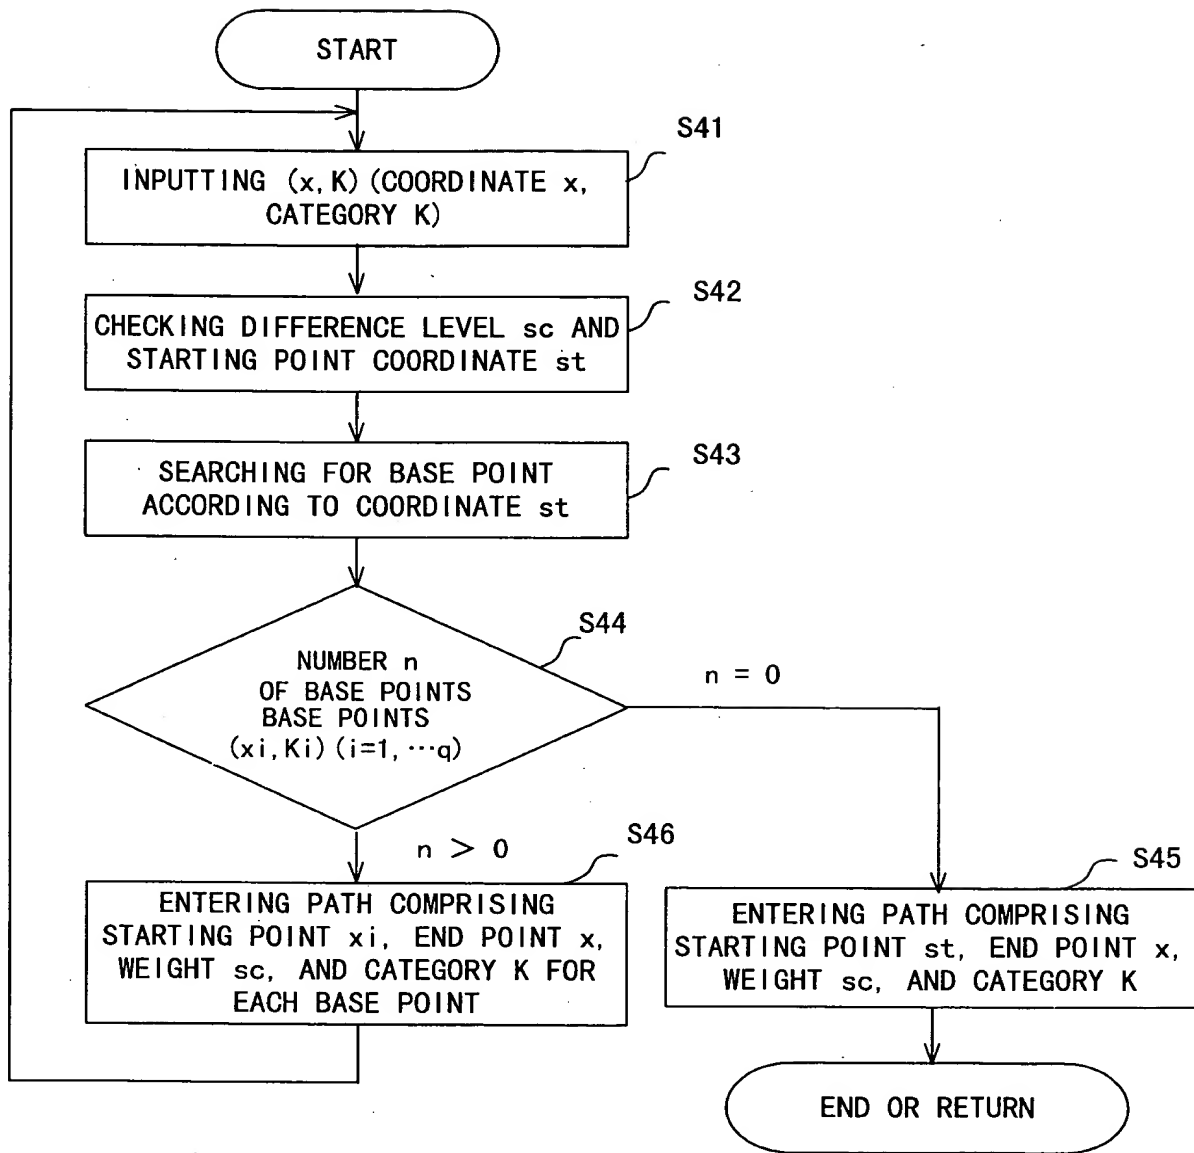 START
S41
INPUTTING (x,K) (COORDINATE x,
CATEGORY K)
S42
CHECKING DIFFERENCE LEVEL sc AND
STARTING POINT COORDINATE st
S43
SEARCHING FOR BASE POINT
ACCORDING TO COORDINATE st
S44
NUMBER n
OF BASE POINTS
BASE POINTS
(xi,Ki) (i=1, …q)
n = 0
n > 0
S46
ENTERING PATH COMPRISING
STARTING POINT xi, END POINT x,
WEIGHT sc, AND CATEGORY K FOR
EACH BASE POINT
S45
ENTERING PATH COMPRISING
STARTING POINT st, END POINT x,
WEIGHT sc, AND CATEGORY K
END OR RETURN